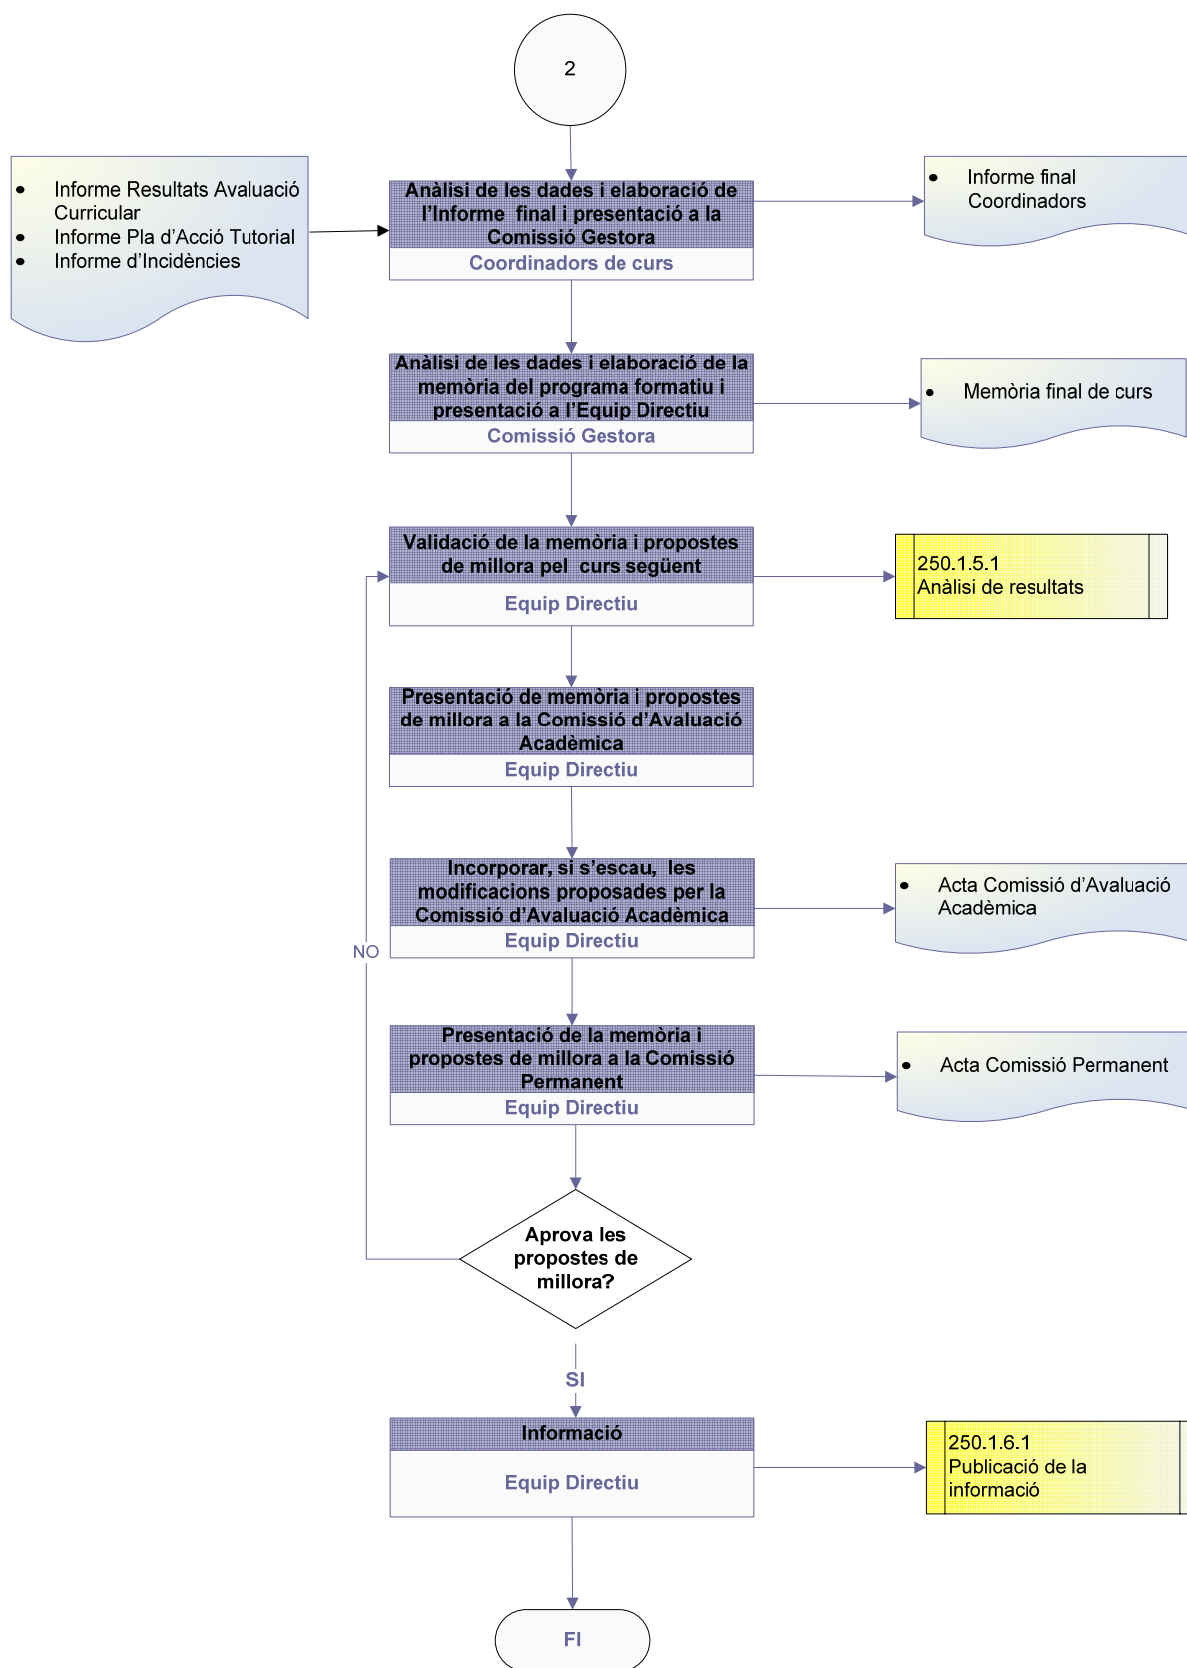 2
• Informe Resultats Avaluació
Curricular
• Informe Pla d'Acció Tutorial
• Informe d'Incidències
Anàlisi de les dades i elaboració de
l'Informe final i presentació a la
Comissió Gestora
Coordinadors de curs
• Informe final
Coordinadors
Anàlisi de les dades i elaboració de la
memòria del programa formatiu i
presentació a l'Equip Directiu
Comissió Gestora
• Memòria final de curs
Validació de la memòria i propostes
de millora pel curs següent
Equip Directiu
250.1.5.1
Anàlisi de resultats
Presentació de memòria i propostes
de millora a la Comissió d'Avaluació
Acadèmica
Equip Directiu
Incorporar, si s'escau, les
modificacions proposades per la
Comissió d'Avaluació Acadèmica
Equip Directiu
• Acta Comissió d'Avaluació
Acadèmica
NO
Presentació de la memòria i
propostes de millora a la Comissió
Permanent
Equip Directiu
• Acta Comissió Permanent
Aprova les
propostes de
millora?
SI
Informació
Equip Directiu
250.1.6.1
Publicació de la
informació
FI